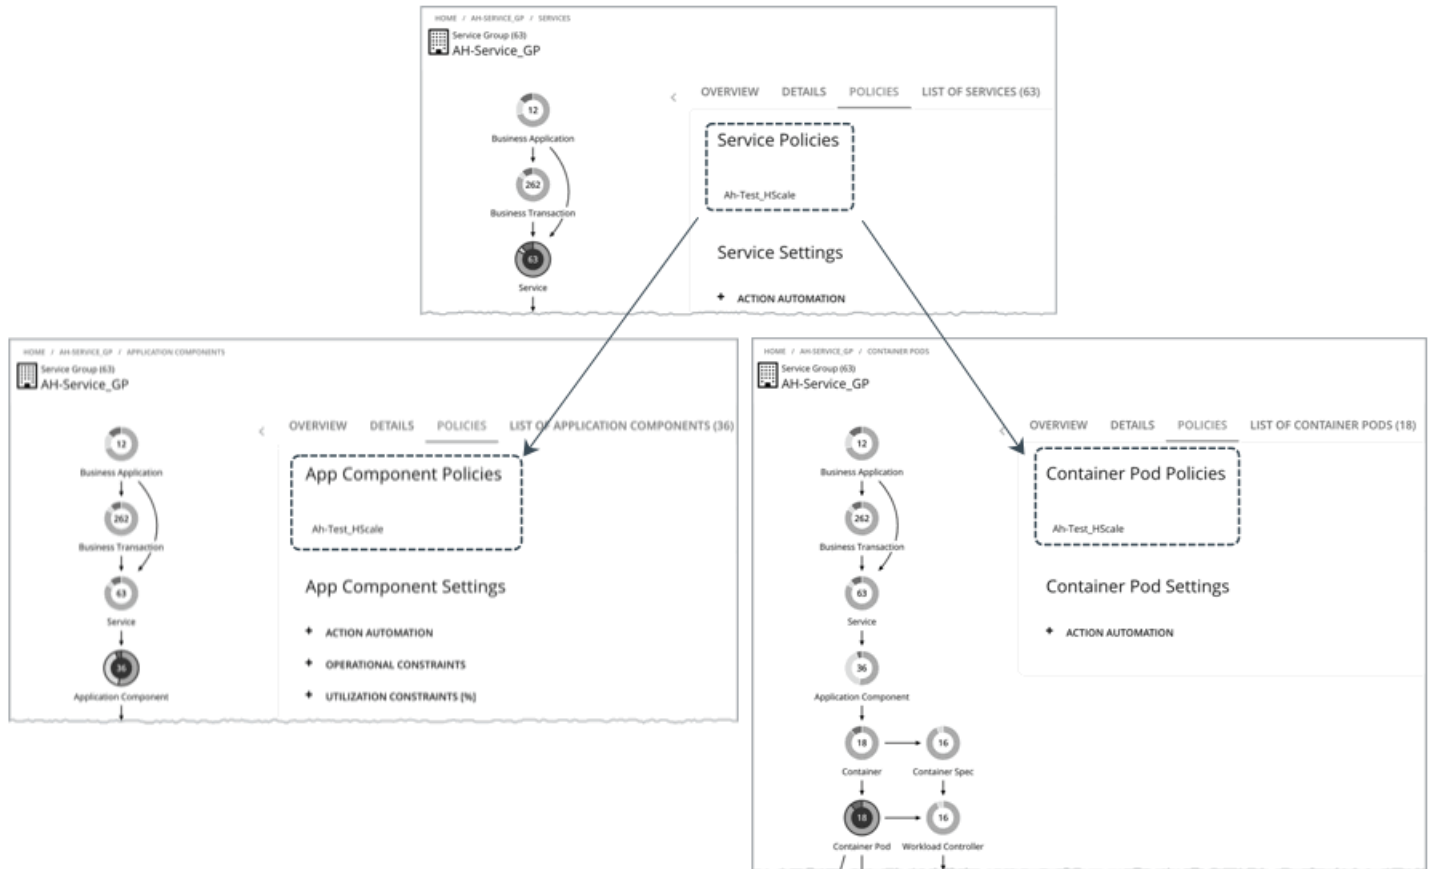 HOME / AH-SERVICE_GP / SERVICES
Service Group (63)
AH-Service_GP
OVERVIEW DETAILS POLICIES LIST OF SERVICES (63)
12
Business Application
262
Business Transaction
63
Service
Service Policies
Ah-Test_HScale
Service Settings
+ ACTION AUTOMATION
HOME / AH-SERVICE_GP / APPLICATION COMPONENTS
Service Group (63)
AH-Service_GP
OVERVIEW DETAILS POLICIES LIST OF APPLICATION COMPONENTS (36)
12
Business Application
262
Business Transaction
63
Service
36
Application Component
App Component Policies
Ah-Test_HScale
App Component Settings
+ ACTION AUTOMATION
+ OPERATIONAL CONSTRAINTS
+ UTILIZATION CONSTRAINTS [%]
HOME / AH-SERVICE_GP / CONTAINER PODS
Service Group (63)
AH-Service_GP
OVERVIEW DETAILS POLICIES LIST OF CONTAINER PODS (18)
12
Business Application
262
Business Transaction
63
Service
36
Application Component
18 16
Container Container Spec
18 16
Container Pod Workload Controller
Container Pod Policies
Ah-Test_HScale
Container Pod Settings
+ ACTION AUTOMATION